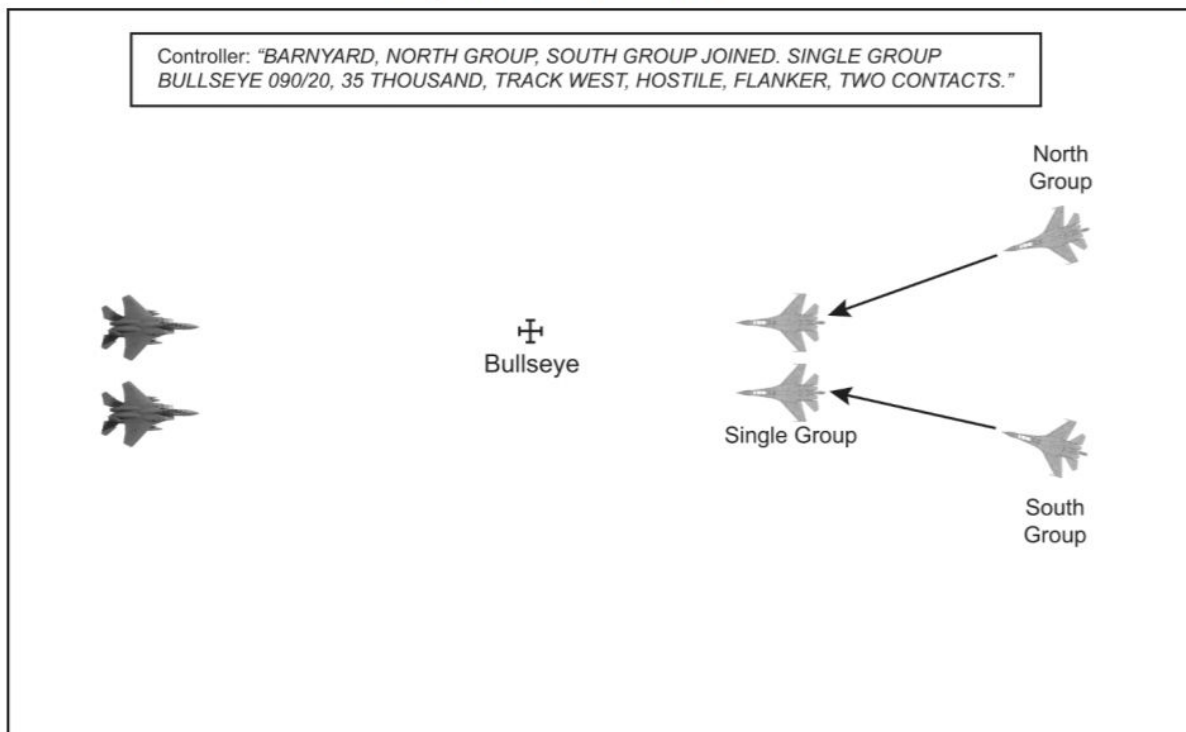 Controller: “BARNYARD, NORTH GROUP, SOUTH GROUP JOINED. SINGLE GROUP
BULLSEYE 090/20, 35 THOUSAND, TRACK WEST, HOSTILE, FLANKER, TWO CONTACTS.”
North
Group
Bullseye
Single Group
South
Group